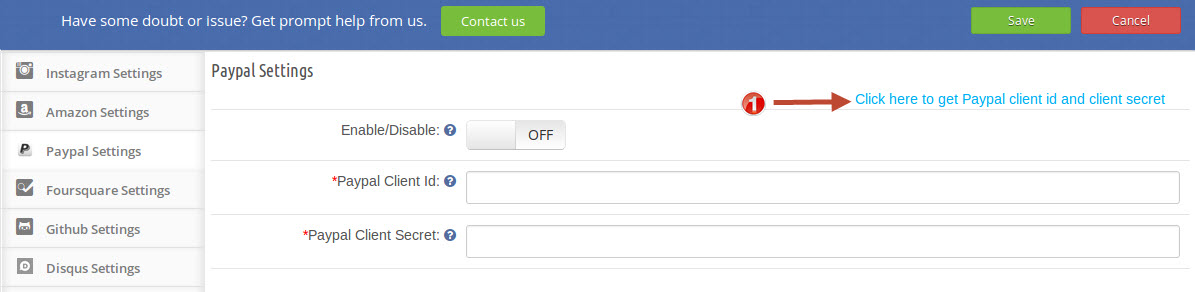 Have some doubt or issue? Get prompt help from us. Contact us Save Cancel
Instagram Settings
Amazon Settings
Paypal Settings
Foursquare Settings
Github Settings
Disqus Settings
Paypal Settings
1 Click here to get Paypal client id and client secret
Enable/Disable: ? OFF
*Paypal Client Id: ?
*Paypal Client Secret: ?